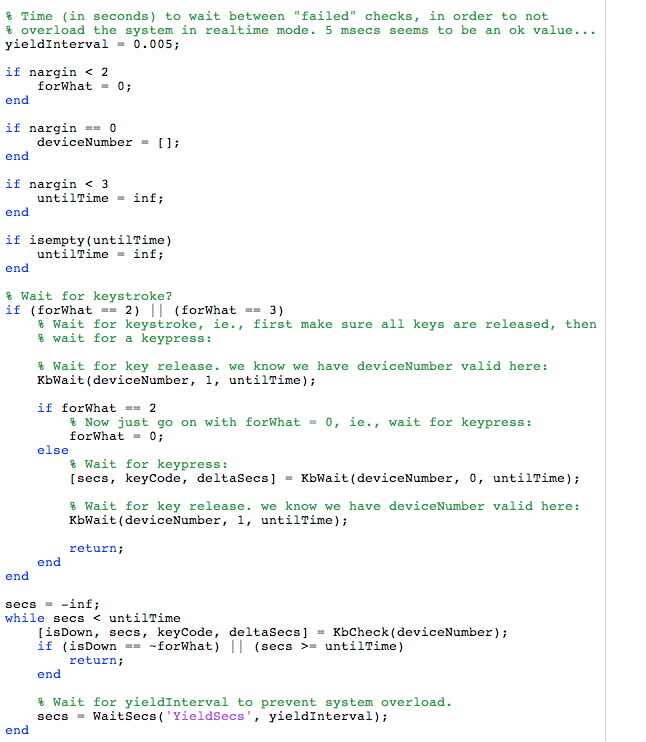 % Time (in seconds) to wait between "failed" checks, in order to not
% overload the system in realtime mode. 5 msecs seems to be an ok value...
yieldInterval = 0.005;
if nargin < 2
forWhat = 0;
end
if nargin == 0
deviceNumber = [];
end
if nargin < 3
untilTime = inf;
end
if isempty(untilTime)
untilTime = inf;
end
% Wait for keystroke?
if (forWhat == 2) || (forWhat == 3)
% Wait for keystroke, ie., first make sure all keys are released, then
% wait for a keypress:
% Wait for key release. we know we have deviceNumber valid here:
KbWait(deviceNumber, 1, untilTime);
if forWhat == 2
% Now just go on with forWhat = 0, ie., wait for keypress:
forWhat = 0;
else
% Wait for keypress:
[secs, keyCode, deltaSecs] = KbWait(deviceNumber, 0, untilTime);
% Wait for key release. we know we have deviceNumber valid here:
KbWait(deviceNumber, 1, untilTime);
return;
end
end
secs = -inf;
while secs < untilTime
[isDown, secs, keyCode, deltaSecs] = KbCheck(deviceNumber);
if (isDown == ~forWhat) || (secs >= untilTime)
return;
end
% Wait for yieldInterval to prevent system overload.
secs = WaitSecs('YieldSecs', yieldInterval);
end